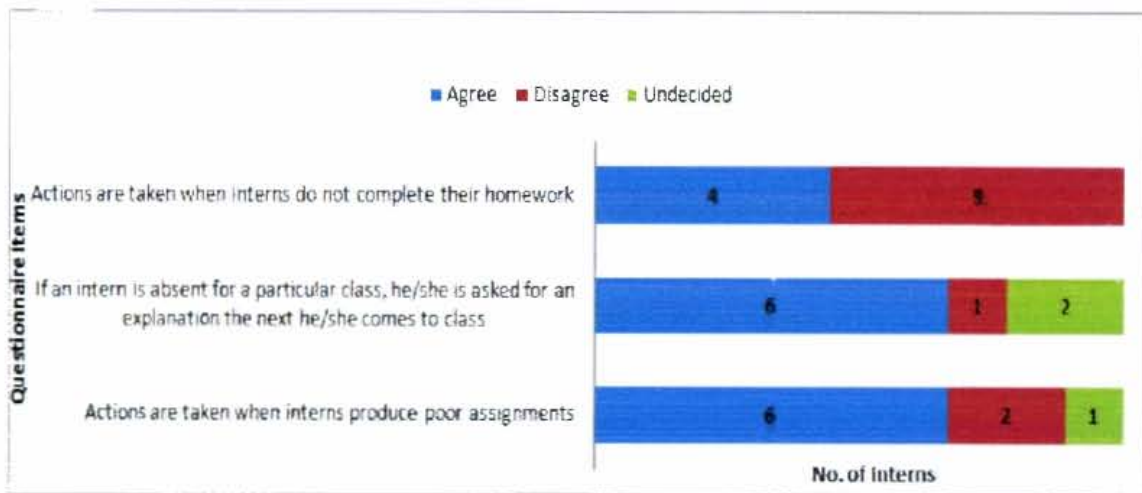 Agree Disagree Undecided
Questionnaire Items
Actions are taken when interns do not complete their homework
4 9
If an intern is absent for a particular class, he/she is asked for an
explanation the next he/she comes to class
6 1 2
Actions are taken when interns produce poor assignments
6 2 1
No. of Interns